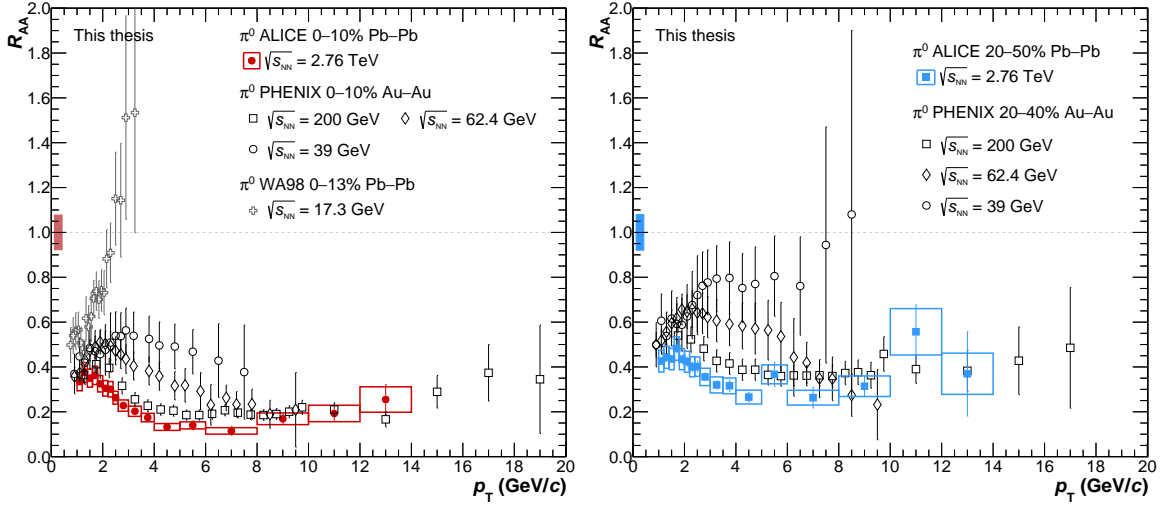 R_AA
2.0
1.8
1.6
1.4
1.2
1.0
0.8
0.6
0.4
0.2
0.0
This thesis
π⁰ ALICE 0–10% Pb–Pb
√s_NN = 2.76 TeV
π⁰ PHENIX 0–10% Au–Au
√s_NN = 200 GeV √s_NN = 62.4 GeV
√s_NN = 39 GeV
π⁰ WA98 0–13% Pb–Pb
√s_NN = 17.3 GeV
0 2 4 6 8 10 12 14 16 18 20
p_T (GeV/c)
R_AA
2.0
1.8
1.6
1.4
1.2
1.0
0.8
0.6
0.4
0.2
0.0
This thesis
π⁰ ALICE 20–50% Pb–Pb
√s_NN = 2.76 TeV
π⁰ PHENIX 20–40% Au–Au
√s_NN = 200 GeV
√s_NN = 62.4 GeV
√s_NN = 39 GeV
0 2 4 6 8 10 12 14 16 18 20
p_T (GeV/c)